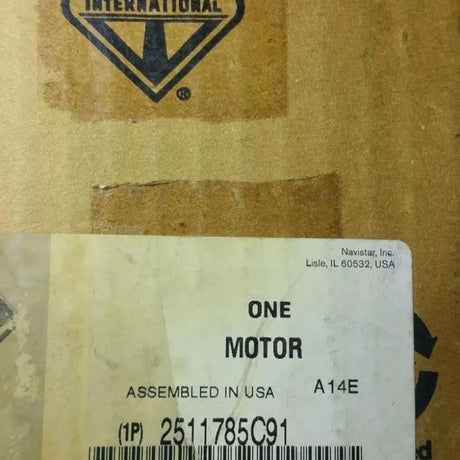 INTERNATIONAL
®
Navistar, Inc.
Lisle, IL 60532, USA
ONE
MOTOR
ASSEMBLED IN USA A14E
(1P) 2511785C91